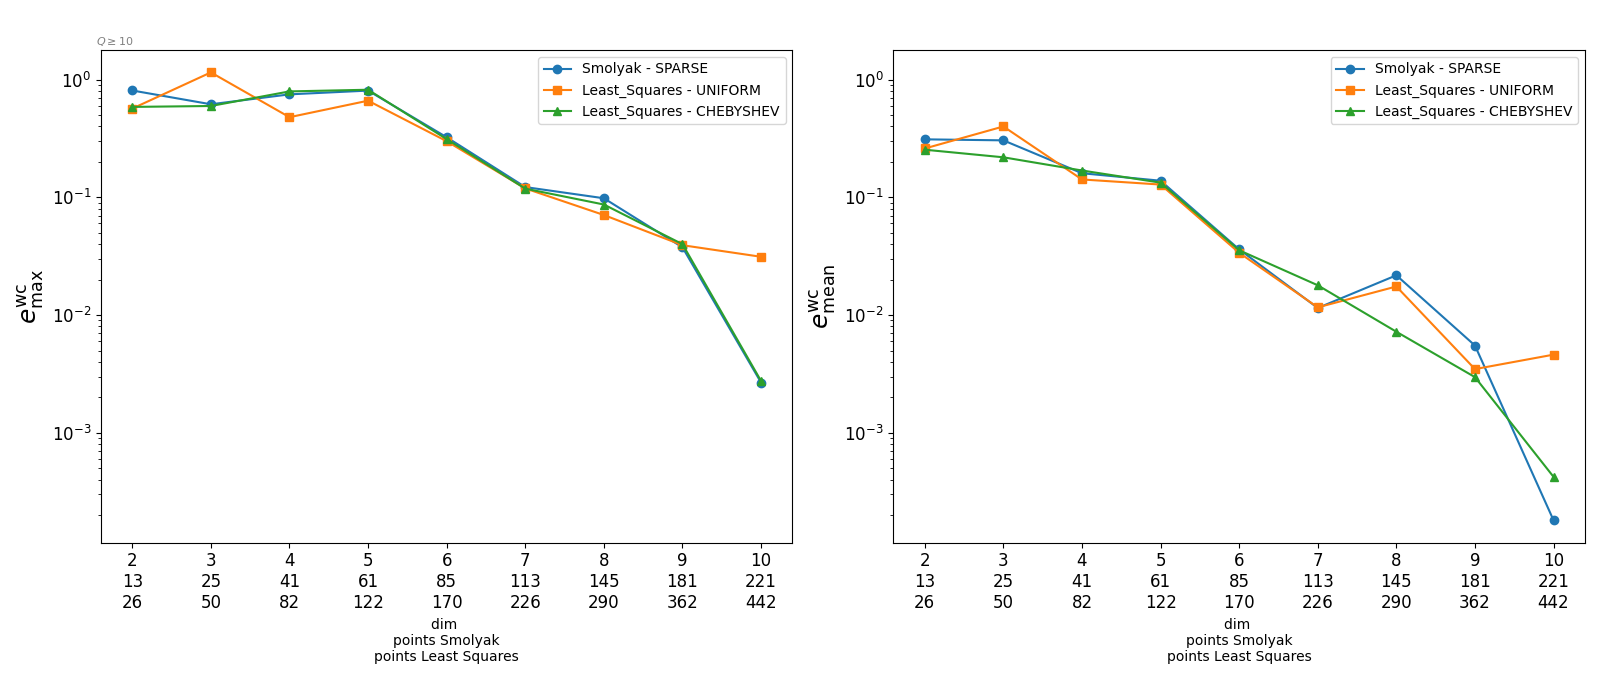 Q ≥ 10
Smolyak - SPARSE
Least_Squares - UNIFORM
Least_Squares - CHEBYSHEV
10^0
10^-1
10^-2
10^-3
e^wc_max
2 3 4 5 6 7 8 9 10
13 25 41 61 85 113 145 181 221
26 50 82 122 170 226 290 362 442
dim
points Smolyak
points Least Squares
Smolyak - SPARSE
Least_Squares - UNIFORM
Least_Squares - CHEBYSHEV
10^0
10^-1
10^-2
10^-3
e^wc_mean
2 3 4 5 6 7 8 9 10
13 25 41 61 85 113 145 181 221
26 50 82 122 170 226 290 362 442
dim
points Smolyak
points Least Squares